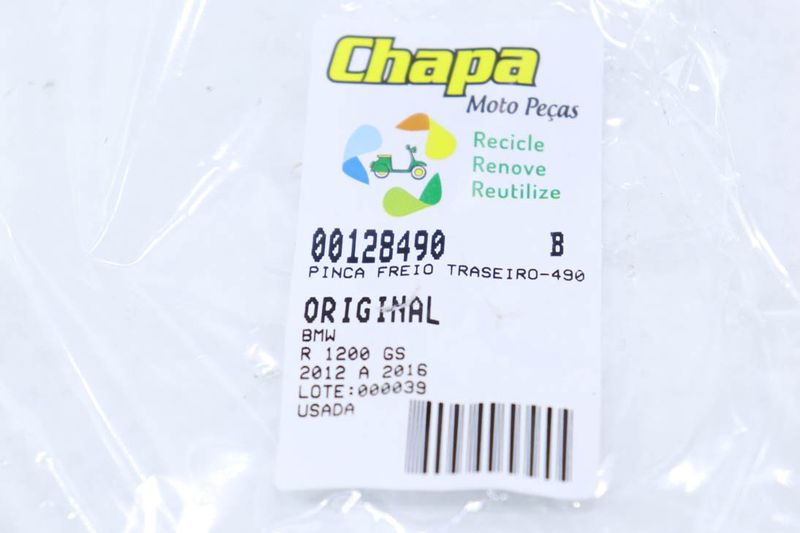 Chapa
Moto Peças
Recicle
Renove
Reutilize
00128490 B
PINCA FREIO TRASEIRO-490
ORIGINAL
BMW
R 1200 GS
2012 A 2016
LOTE:000039
USADA